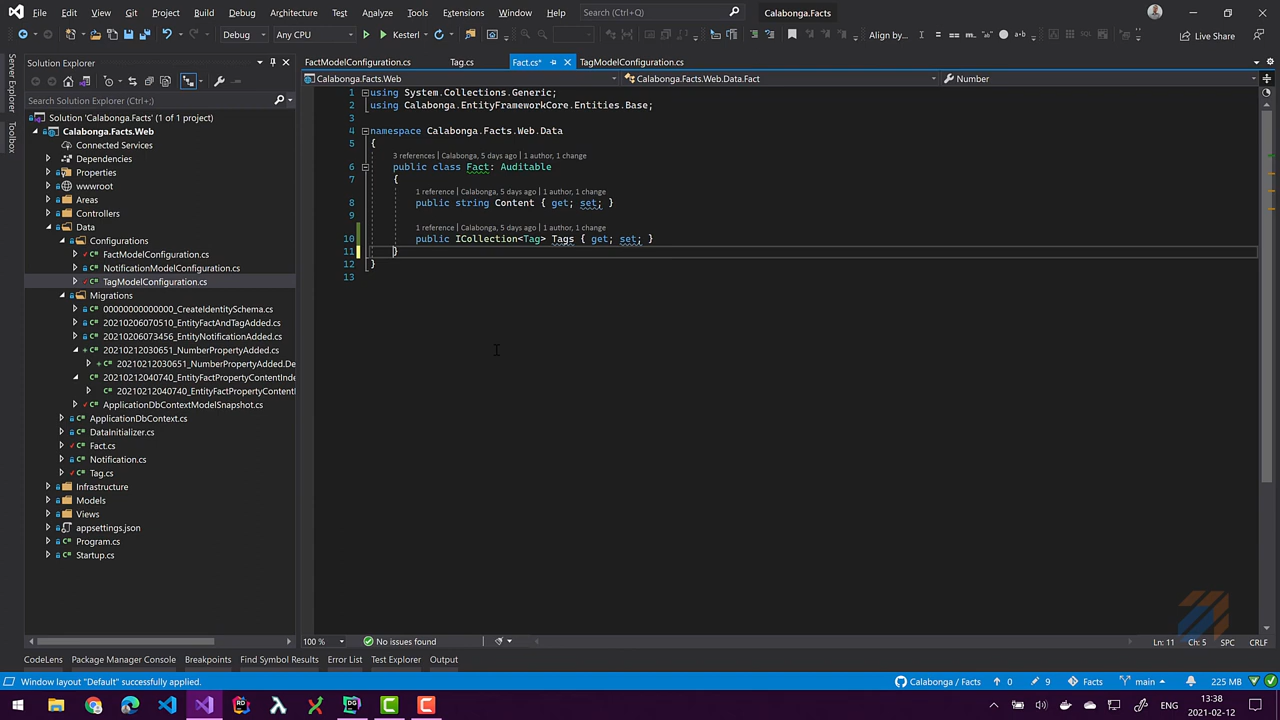 File Edit View Git Project Build Debug Architecture Test Analyze Tools Extensions Window Help Search (Ctrl+;) Calabonga.Facts
Debug Any CPU Kesterl Align by... Live Share
Server Explorer
Toolbox
Solution Explorer
Search Solution Explorer (Ctrl+;)
Solution 'Calabonga.Facts' (1 of 1 project)
Calabonga.Facts.Web
Connected Services
Dependencies
Properties
wwwroot
Areas
Controllers
Data
Configurations
FactModelConfiguration.cs
NotificationModelConfiguration.cs
TagModelConfiguration.cs
Migrations
00000000000000_CreateIdentitySchema.cs
20210206070510_EntityFactAndTagAdded.cs
20210206073456_EntityNotificationAdded.cs
20210212030651_NumberPropertyAdded.cs
20210212030651_NumberPropertyAdded.De
20210212040740_EntityFactPropertyContentInde
20210212040740_EntityFactPropertyContentI
ApplicationDbContextModelSnapshot.cs
ApplicationDbContext.cs
DataInitializer.cs
Fact.cs
Notification.cs
Tag.cs
Infrastructure
Models
Views
appsettings.json
Program.cs
Startup.cs
FactModelConfiguration.cs Tag.cs Fact.cs* TagModelConfiguration.cs
Calabonga.Facts.Web Calabonga.Facts.Web.Data.Fact Number
1 using System.Collections.Generic;
2 using Calabonga.EntityFrameworkCore.Entities.Base;
3
4 namespace Calabonga.Facts.Web.Data
5 {
3 references | Calabonga, 5 days ago | 1 author, 1 change
6 public class Fact: Auditable
7 {
1 reference | Calabonga, 5 days ago | 1 author, 1 change
8 public string Content { get; set; }
9
1 reference | Calabonga, 5 days ago | 1 author, 1 change
10 public ICollection<Tag> Tags { get; set; }
11 }
12 }
13
100 % No issues found Ln: 11 Ch: 5 SPC CRLF
CodeLens Package Manager Console Breakpoints Find Symbol Results Error List Test Explorer Output
Window layout "Default" successfully applied. Calabonga / Facts 0 9 Facts main 225 MB
ENG 13:38
2021-02-12